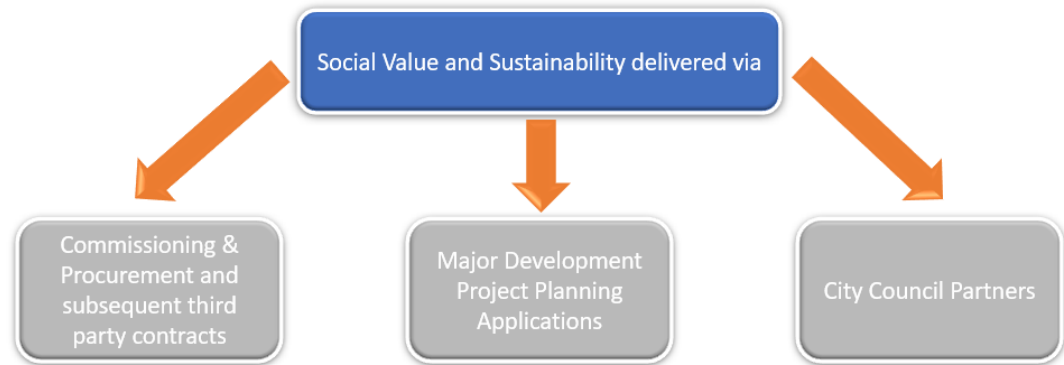 Social Value and Sustainability delivered via
Commissioning &
Procurement and
subsequent third
party contracts
Major Development
Project Planning
Applications
City Council Partners